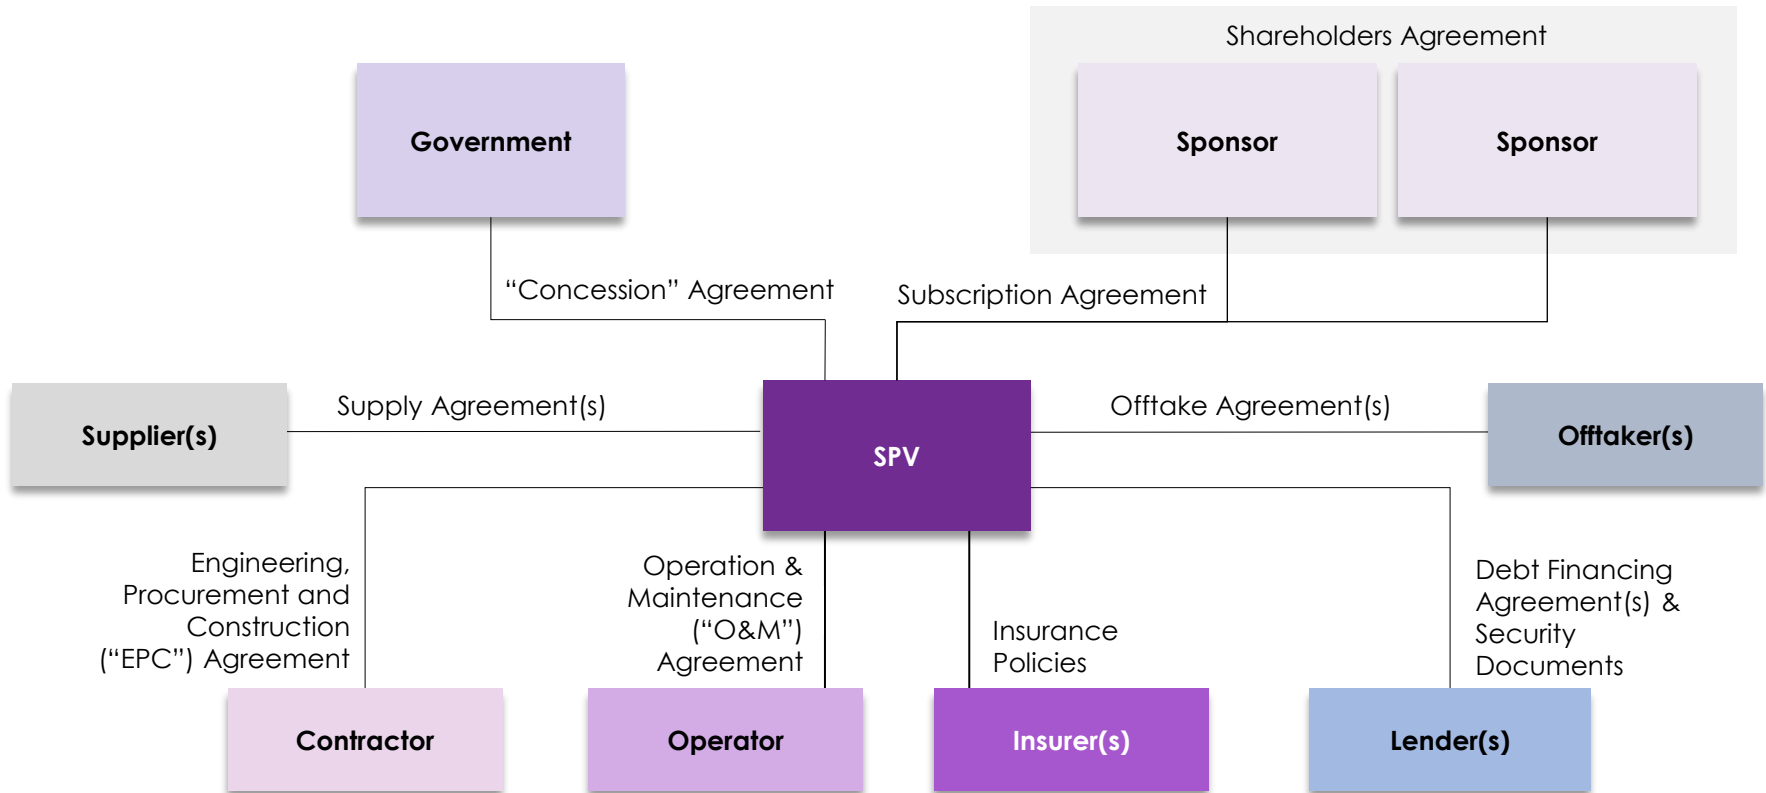 Shareholders Agreement
Government
Sponsor
Sponsor
“Concession” Agreement
Subscription Agreement
Supplier(s)
Supply Agreement(s)
SPV
Offtake Agreement(s)
Offtaker(s)
Engineering,
Procurement and
Construction
(“EPC”) Agreement
Operation &
Maintenance
(“O&M”)
Agreement
Insurance
Policies
Debt Financing
Agreement(s) &
Security
Documents
Contractor
Operator
Insurer(s)
Lender(s)